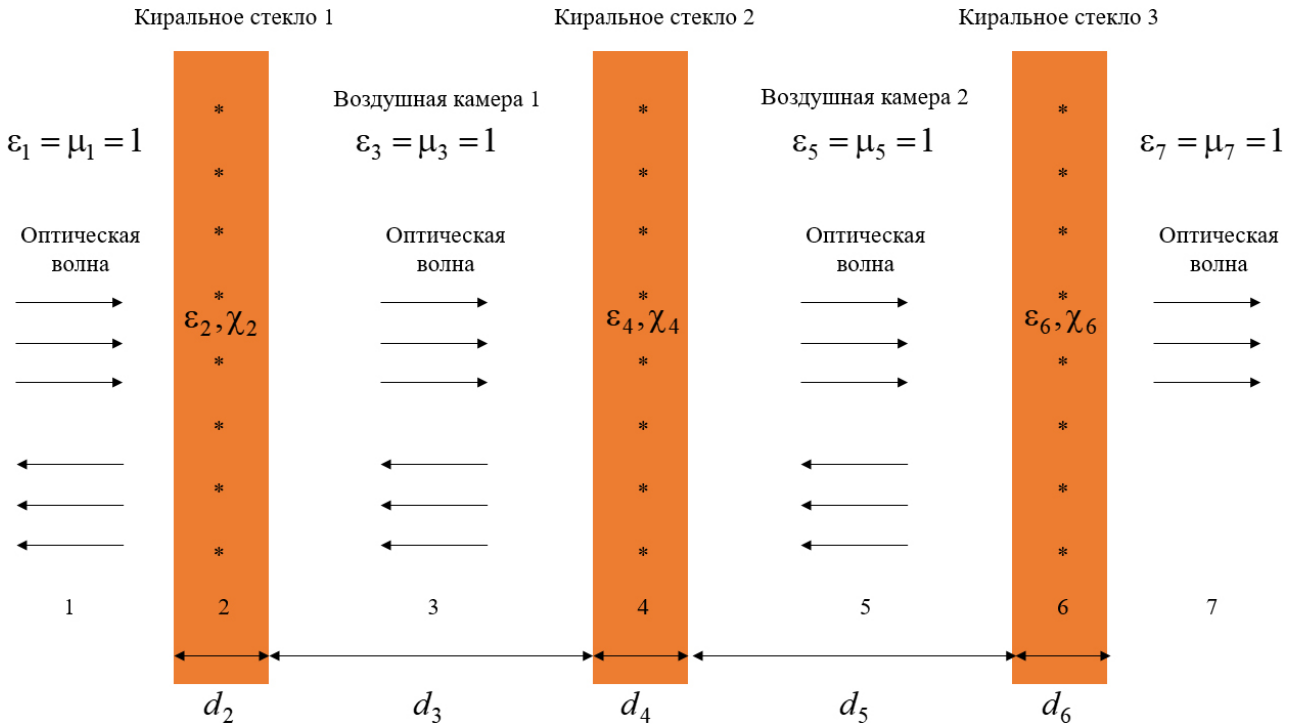 Киральное стекло 1 Киральное стекло 2 Киральное стекло 3
Воздушная камера 1 Воздушная камера 2
ε₁ = μ₁ = 1 ε₃ = μ₃ = 1 ε₅ = μ₅ = 1 ε₇ = μ₇ = 1
Оптическая Оптическая Оптическая Оптическая
волна волна волна волна
ε₂, χ₂ ε₄, χ₄ ε₆, χ₆
1 2 3 4 5 6 7
d₂ d₃ d₄ d₅ d₆